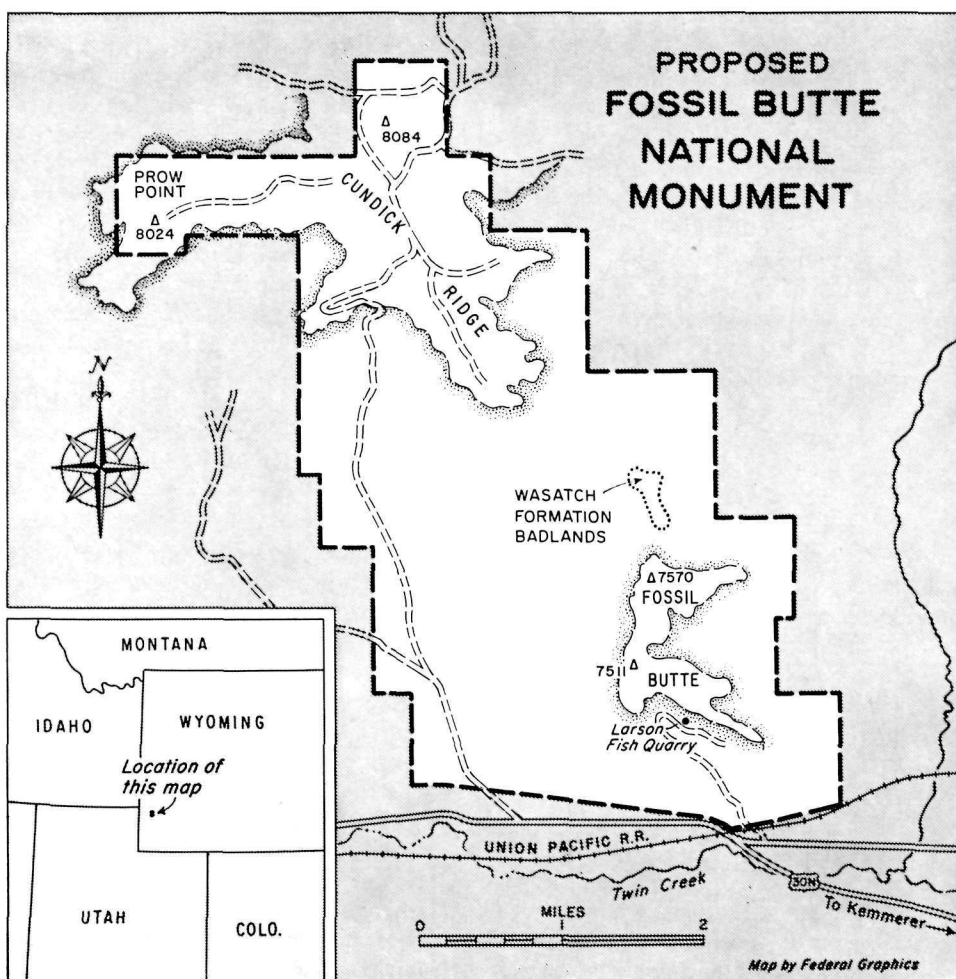 PROPOSED
FOSSIL BUTTE
NATIONAL
MONUMENT
Δ
8084
PROW
POINT
Δ
8024
CUNDICK
RIDGE
N
WASATCH
FORMATION
BADLANDS
Δ 7570
FOSSIL
7511 Δ
BUTTE
Larson
Fish Quarry
MONTANA
IDAHO
WYOMING
Location of
this map
UTAH
COLO.
UNION PACIFIC R.R.
Twin Creek
30N
To Kemmerer
MILES
0 1 2
Map by Federal Graphics